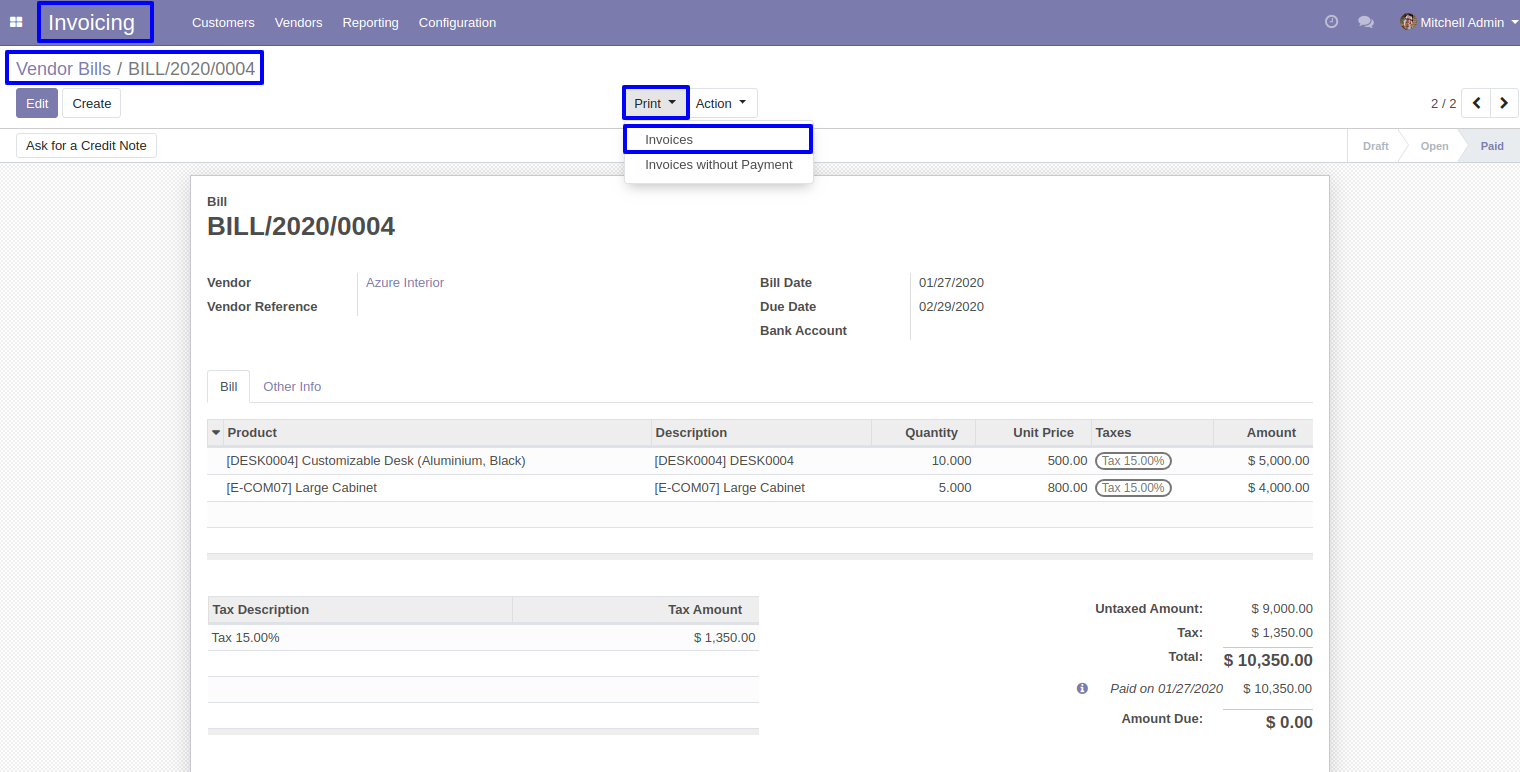 Invoicing Customers Vendors Reporting Configuration Mitchell Admin
Vendor Bills / BILL/2020/0004
Edit Create Print Action 2 / 2
Invoices
Ask for a Credit Note Draft Open Paid
Invoices without Payment
Bill
BILL/2020/0004
Vendor Azure Interior Bill Date 01/27/2020
Vendor Reference Due Date 02/29/2020
Bank Account
Bill Other Info
Product Description Quantity Unit Price Taxes Amount
[DESK0004] Customizable Desk (Aluminium, Black) [DESK0004] DESK0004 10.000 500.00 Tax 15.00% $ 5,000.00
[E-COM07] Large Cabinet [E-COM07] Large Cabinet 5.000 800.00 Tax 15.00% $ 4,000.00
Tax Description Tax Amount Untaxed Amount: $ 9,000.00
Tax 15.00% $ 1,350.00 Tax: $ 1,350.00
Total: $ 10,350.00
Paid on 01/27/2020 $ 10,350.00
Amount Due: $ 0.00